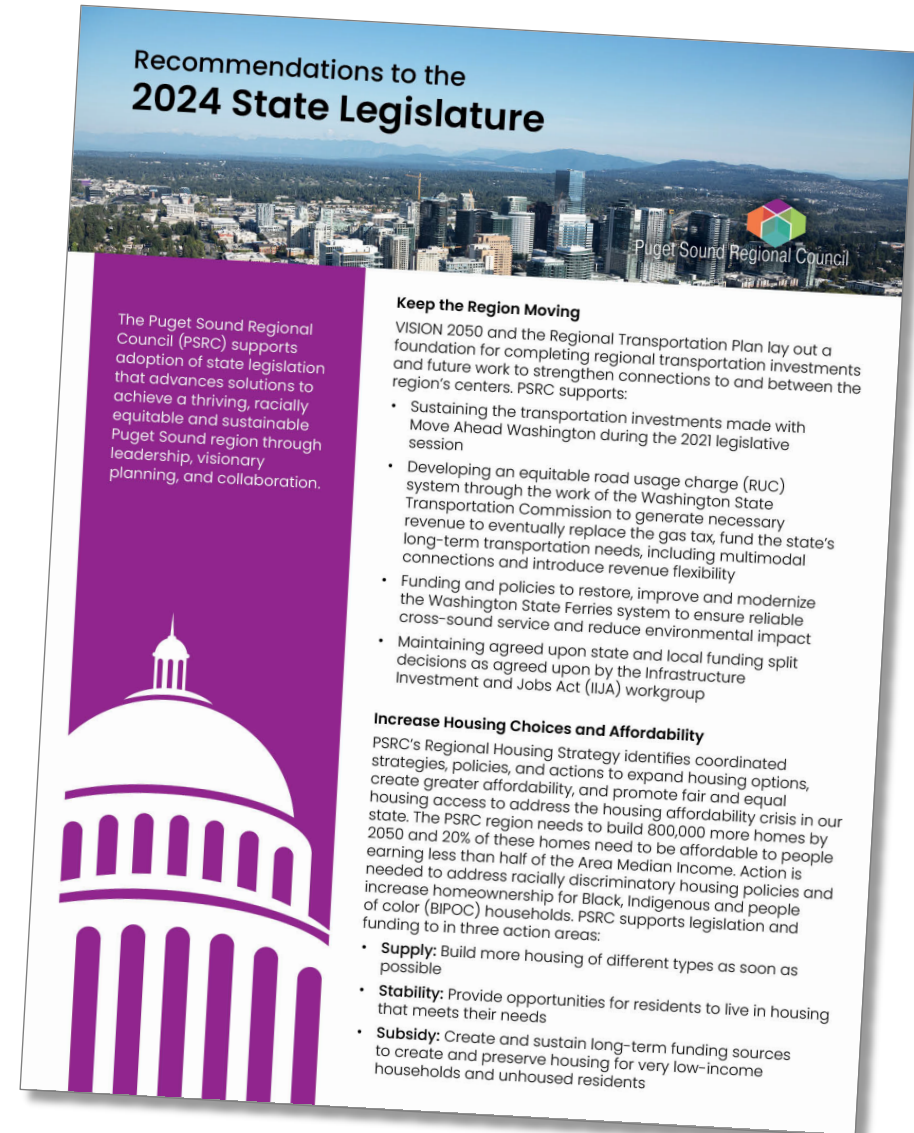 Recommendations to the
2024 State Legislature
Puget Sound Regional Council
The Puget Sound Regional
Council (PSRC) supports
adoption of state legislation
that advances solutions to
achieve a thriving, racially
equitable and sustainable
Puget Sound region through
leadership, visionary
planning, and collaboration.
Keep the Region Moving
VISION 2050 and the Regional Transportation Plan lay out a
foundation for completing regional transportation investments
and future work to strengthen connections to and between the
region's centers. PSRC supports:
• Sustaining the transportation investments made with
Move Ahead Washington during the 2021 legislative
session
• Developing an equitable road usage charge (RUC)
system through the work of the Washington State
Transportation Commission to generate necessary
revenue to eventually replace the gas tax, fund the state's
long-term transportation needs, including multimodal
connections and introduce revenue flexibility
• Funding and policies to restore, improve and modernize
the Washington State Ferries system to ensure reliable
cross-sound service and reduce environmental impact
• Maintaining agreed upon state and local funding split
decisions as agreed upon by the Infrastructure
Investment and Jobs Act (IIJA) workgroup
Increase Housing Choices and Affordability
PSRC's Regional Housing Strategy identifies coordinated
strategies, policies, and actions to expand housing options,
create greater affordability, and promote fair and equal
housing access to address the housing affordability crisis in our
state. The PSRC region needs to build 800,000 more homes by
2050 and 20% of these homes need to be affordable to people
earning less than half of the Area Median Income. Action is
needed to address racially discriminatory housing policies and
increase homeownership for Black, Indigenous and people
of color (BIPOC) households. PSRC supports legislation and
funding to in three action areas:
• Supply: Build more housing of different types as soon as
possible
• Stability: Provide opportunities for residents to live in housing
that meets their needs
• Subsidy: Create and sustain long-term funding sources
to create and preserve housing for very low-income
households and unhoused residents